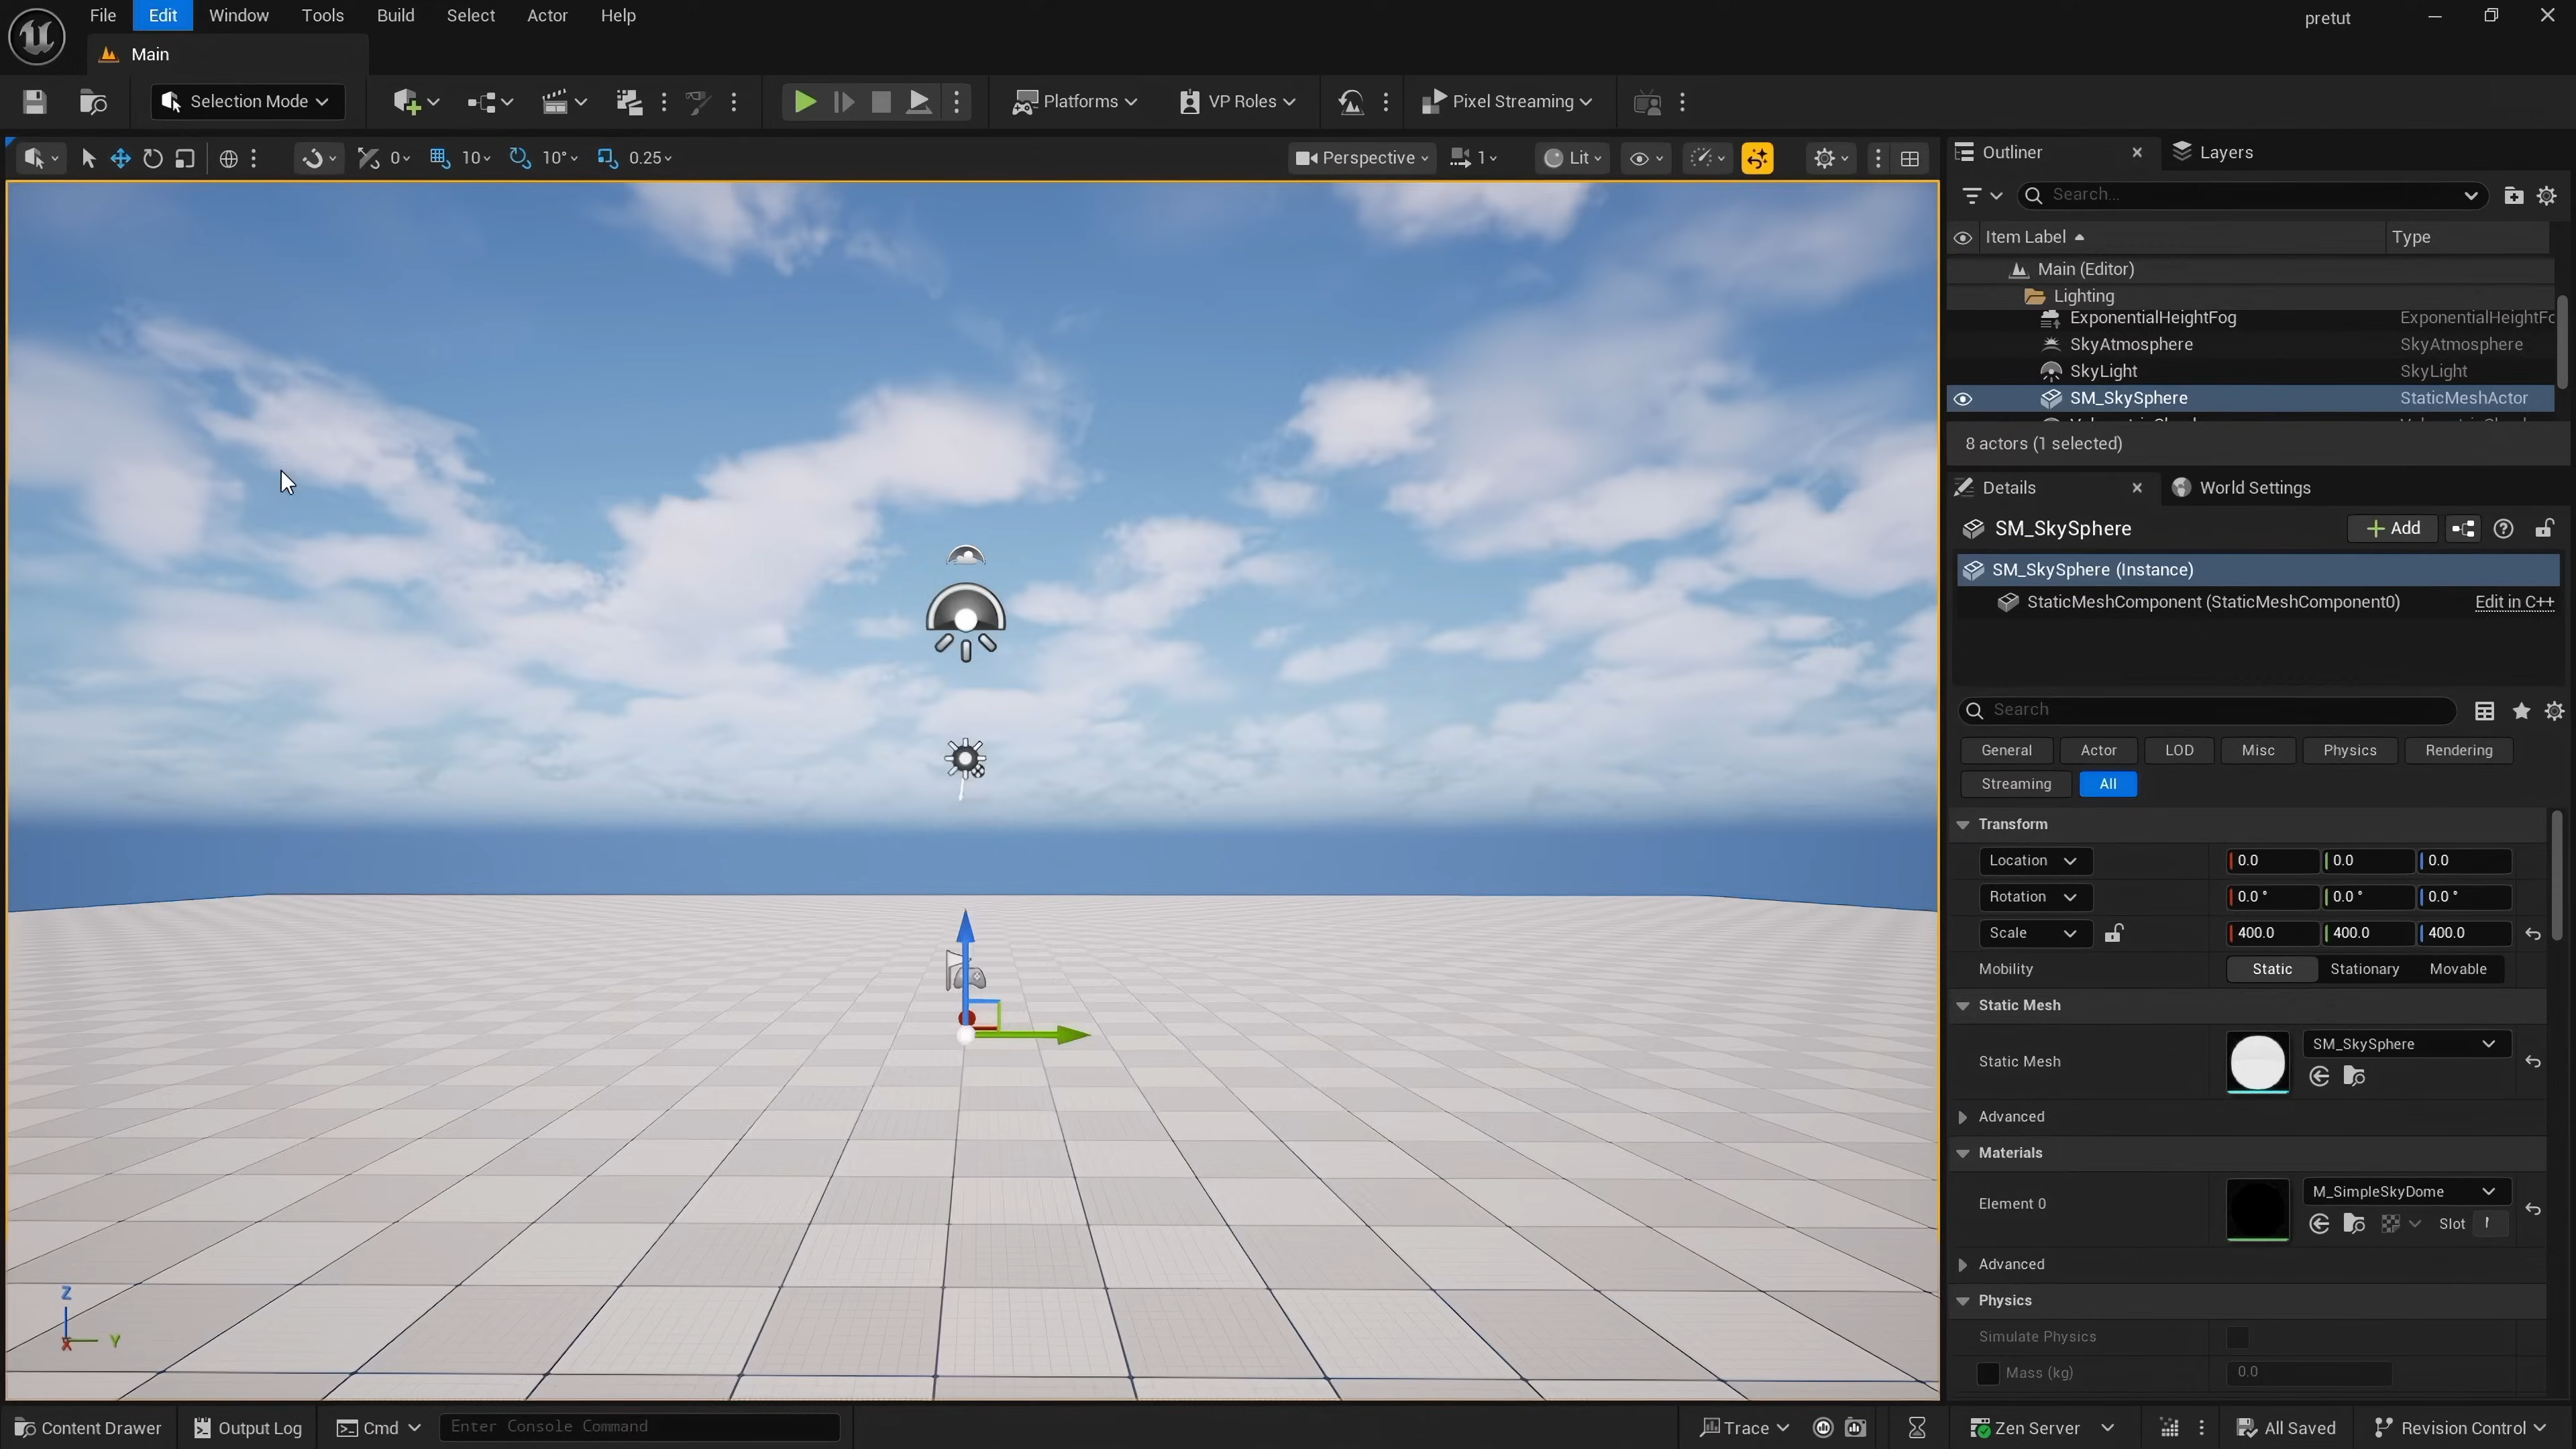 File Edit Window Tools Build Select Actor Help
pretut
Main
Selection Mode
Platforms
VP Roles
Pixel Streaming
0 10 10° 0.25
Perspective 1 Lit
Outliner
Layers
Search...
Item Label Type
Main (Editor)
Lighting
ExponentialHeightFog ExponentialHeightFo
SkyAtmosphere SkyAtmosphere
SkyLight SkyLight
SM_SkySphere StaticMeshActor
8 actors (1 selected)
Details
World Settings
SM_SkySphere
Add
SM_SkySphere (Instance)
StaticMeshComponent (StaticMeshComponent0) Edit in C++
Search
General Actor LOD Misc Physics Rendering
Streaming All
Transform
Location 0.0 0.0 0.0
Rotation 0.0 ° 0.0 ° 0.0 °
Scale 400.0 400.0 400.0
Mobility Static Stationary Movable
Static Mesh
SM_SkySphere
Static Mesh
Advanced
Materials
M_SimpleSkyDome
Element 0
Slot
Advanced
Physics
Simulate Physics
Mass (kg) 0.0
Z
X Y
Content Drawer Output Log Cmd Enter Console Command
Trace Zen Server All Saved Revision Control